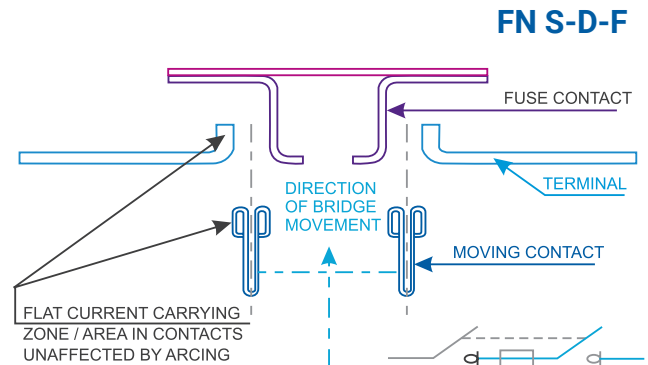 FN S-D-F
FUSE CONTACT
TERMINAL
DIRECTION
OF BRIDGE
MOVEMENT
MOVING CONTACT
FLAT CURRENT CARRYING
ZONE / AREA IN CONTACTS
UNAFFECTED BY ARCING